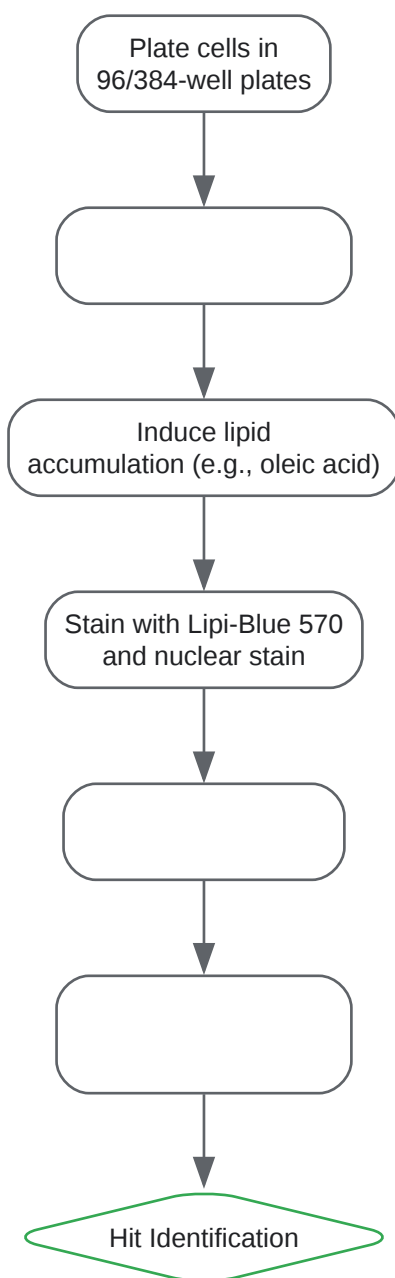 Plate cells in
96/384-well plates
Induce lipid
accumulation (e.g., oleic acid)
Stain with Lipi-Blue 570
and nuclear stain
Hit Identification